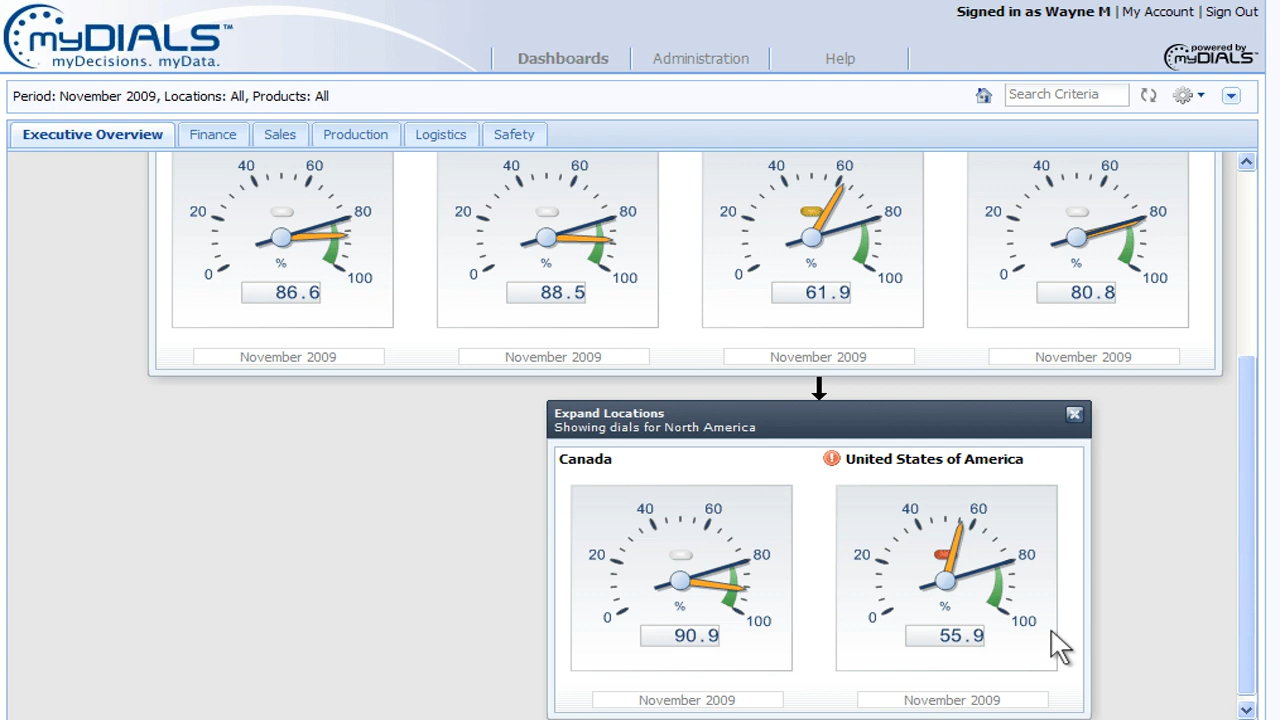 Signed in as Wayne M | My Account | Sign Out
myDIALS™
myDecisions. myData.
Dashboards Administration Help
powered by
myDIALS™
Period: November 2009, Locations: All, Products: All
Search Criteria
Executive Overview Finance Sales Production Logistics Safety
40 60 40 60 40 60 40 60
20 80 20 80 20 80 20 80
0 % 100 0 % 100 0 % 100 0 % 100
86.6 88.5 61.9 80.8
November 2009 November 2009 November 2009 November 2009
Expand Locations
Showing dials for North America
Canada United States of America
40 60 40 60
20 80 20 80
0 % 100 0 % 100
90.9 55.9
November 2009 November 2009